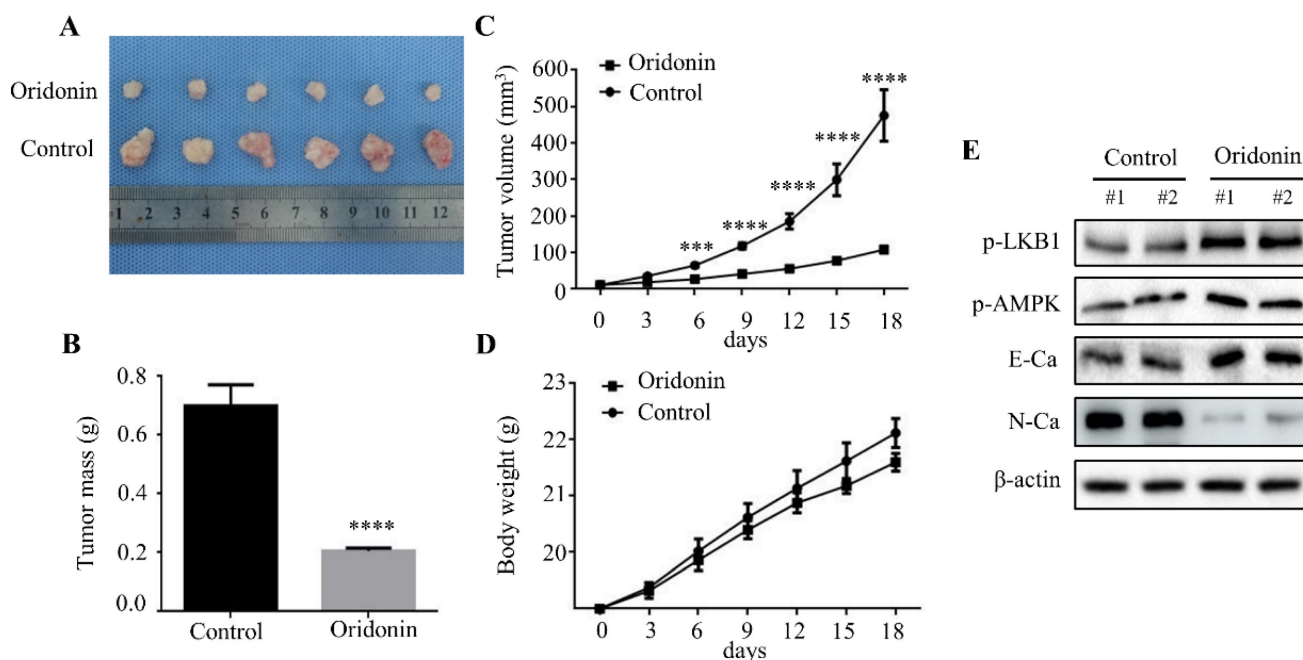 A
Oridonin
Control
1 2 3 4 5 6 7 8 9 10 11 12
B
Tumor mass (g)
0.8
0.6
0.4
0.2
0.0
****
Control
Oridonin
C
Tumor volume (mm³)
Oridonin
Control
600
500
400
300
200
100
0
***
****
****
****
****
0 3 6 9 12 15 18
days
D
Body weight (g)
Oridonin
Control
23
22
21
20
0 3 6 9 12 15 18
days
E
Control Oridonin
#1 #2 #1 #2
p-LKB1
p-AMPK
E-Ca
N-Ca
β-actin